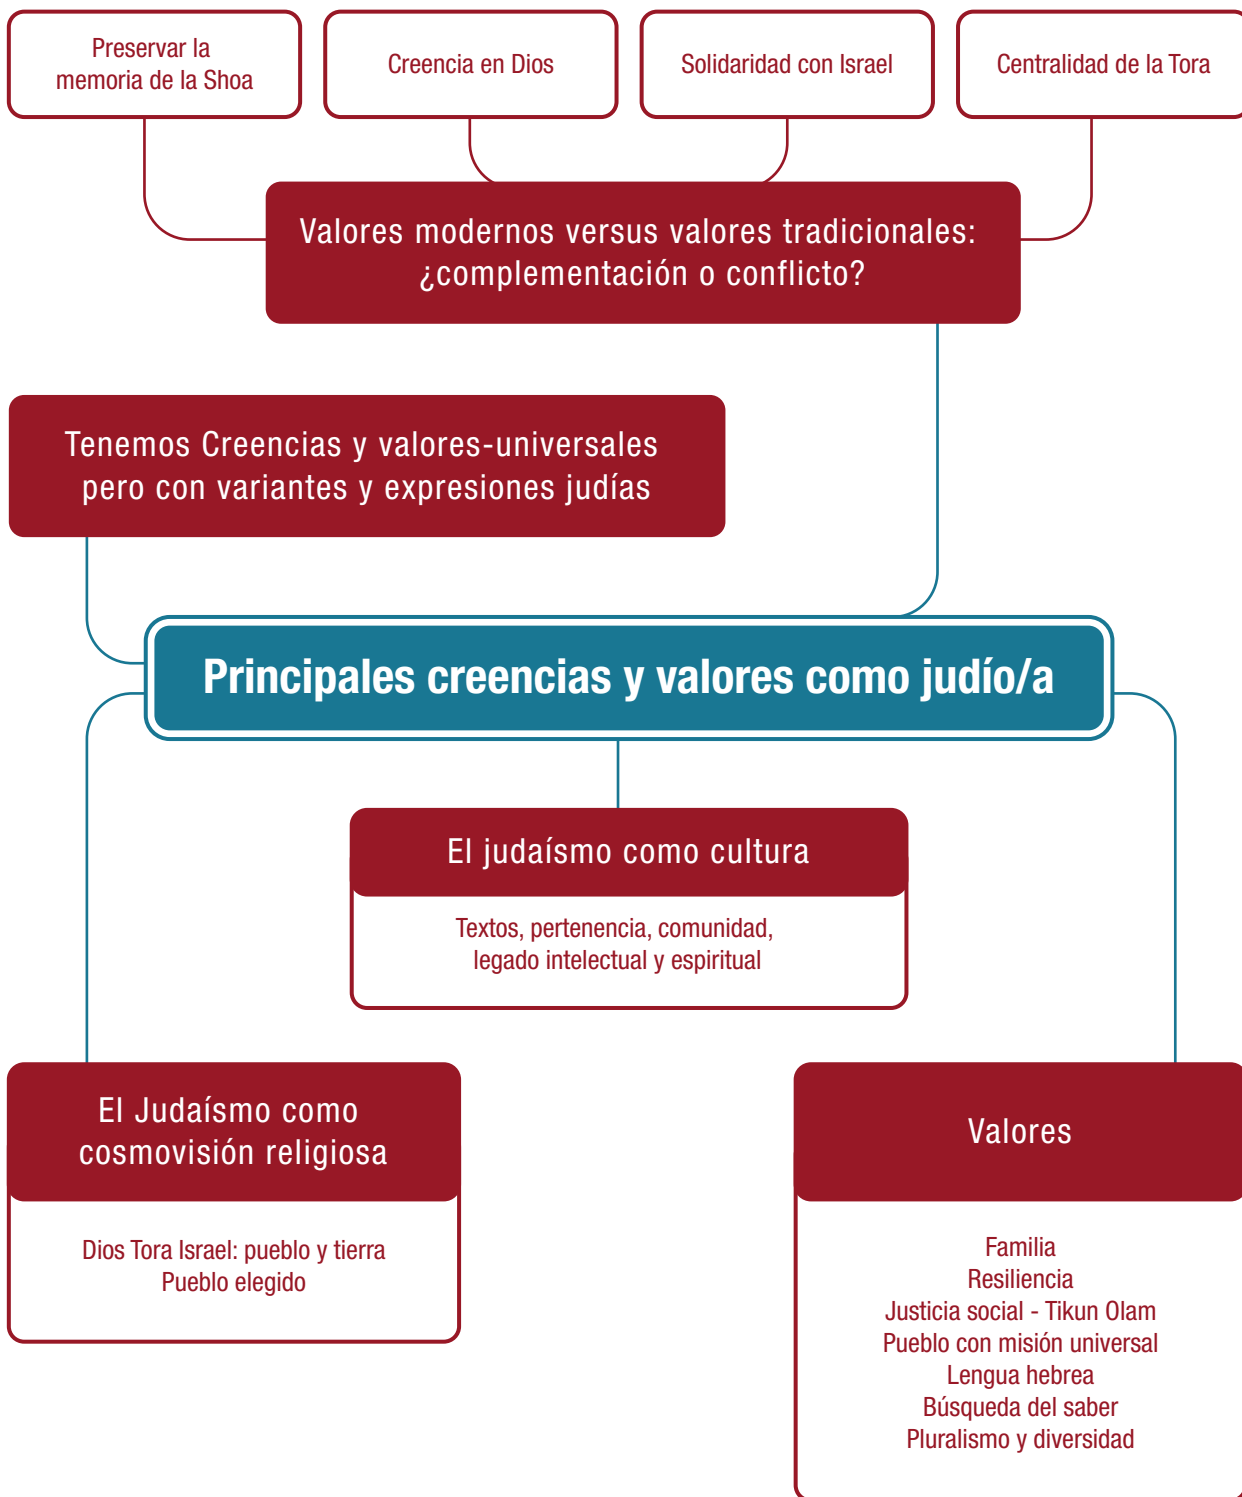 Preservar la
memoria de la Shoa
Creencia en Dios
Solidaridad con Israel
Centralidad de la Tora
Valores modernos versus valores tradicionales:
¿complementación o conflicto?
Tenemos Creencias y valores-universales
pero con variantes y expresiones judías
Principales creencias y valores como judío/a
El judaísmo como cultura
Textos, pertenencia, comunidad,
legado intelectual y espiritual
El Judaísmo como
cosmovisión religiosa
Dios Tora Israel: pueblo y tierra
Pueblo elegido
Valores
Familia
Resiliencia
Justicia social - Tikun Olam
Pueblo con misión universal
Lengua hebrea
Búsqueda del saber
Pluralismo y diversidad